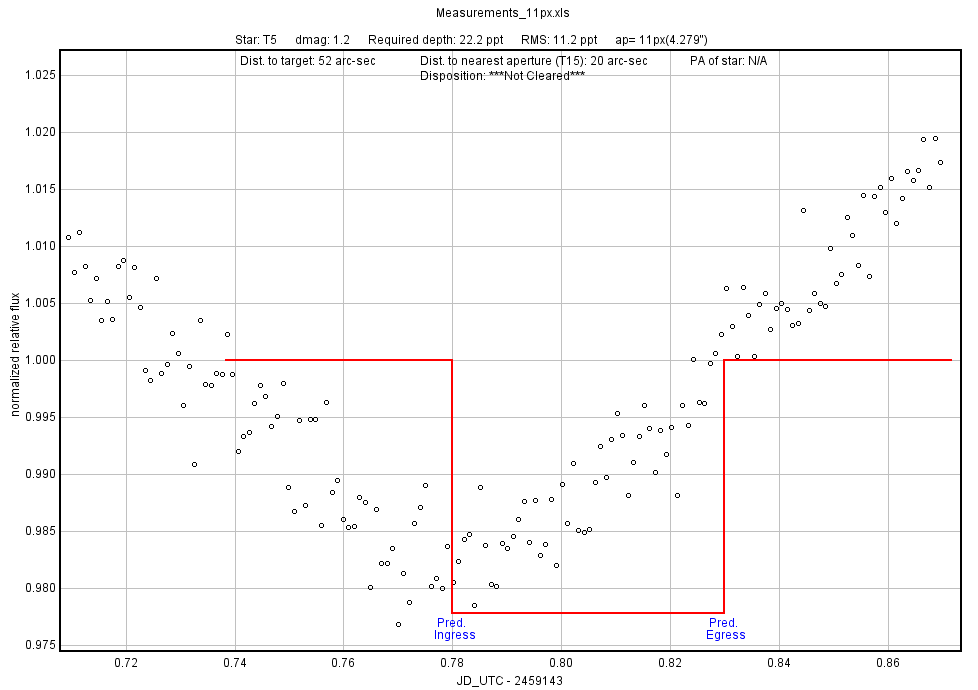 Measurements_11px.xls
Star: T5 dmag: 1.2 Required depth: 22.2 ppt RMS: 11.2 ppt ap= 11px(4.279")
Dist. to target: 52 arc-sec Dist. to nearest aperture (T15): 20 arc-sec PA of star: N/A
Disposition: ***Not Cleared***
normalized relative flux
1.025
1.020
1.015
1.010
1.005
1.000
0.995
0.990
0.985
0.980
0.975
Pred. Ingress
Pred. Egress
0.72 0.74 0.76 0.78 0.80 0.82 0.84 0.86
JD_UTC - 2459143